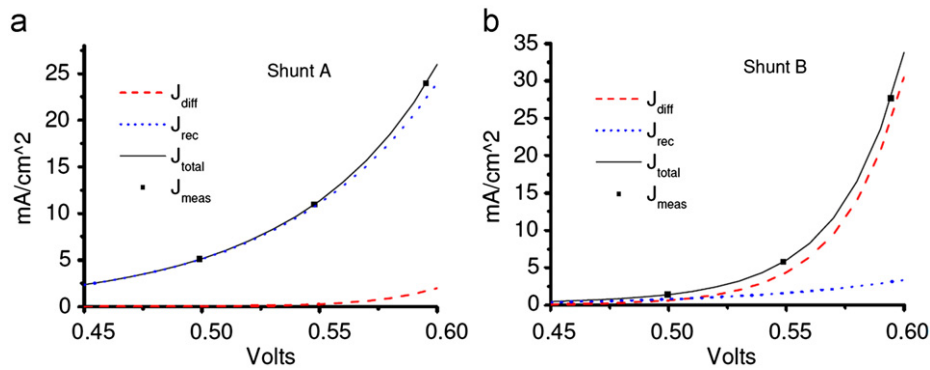 a
Shunt A
J_diff
J_rec
J_total
J_meas
mA/cm^2
25
20
15
10
5
0
0.45 0.50 0.55 0.60
Volts
b
Shunt B
J_diff
J_rec
J_total
J_meas
mA/cm^2
35
30
25
20
15
10
5
0
0.45 0.50 0.55 0.60
Volts